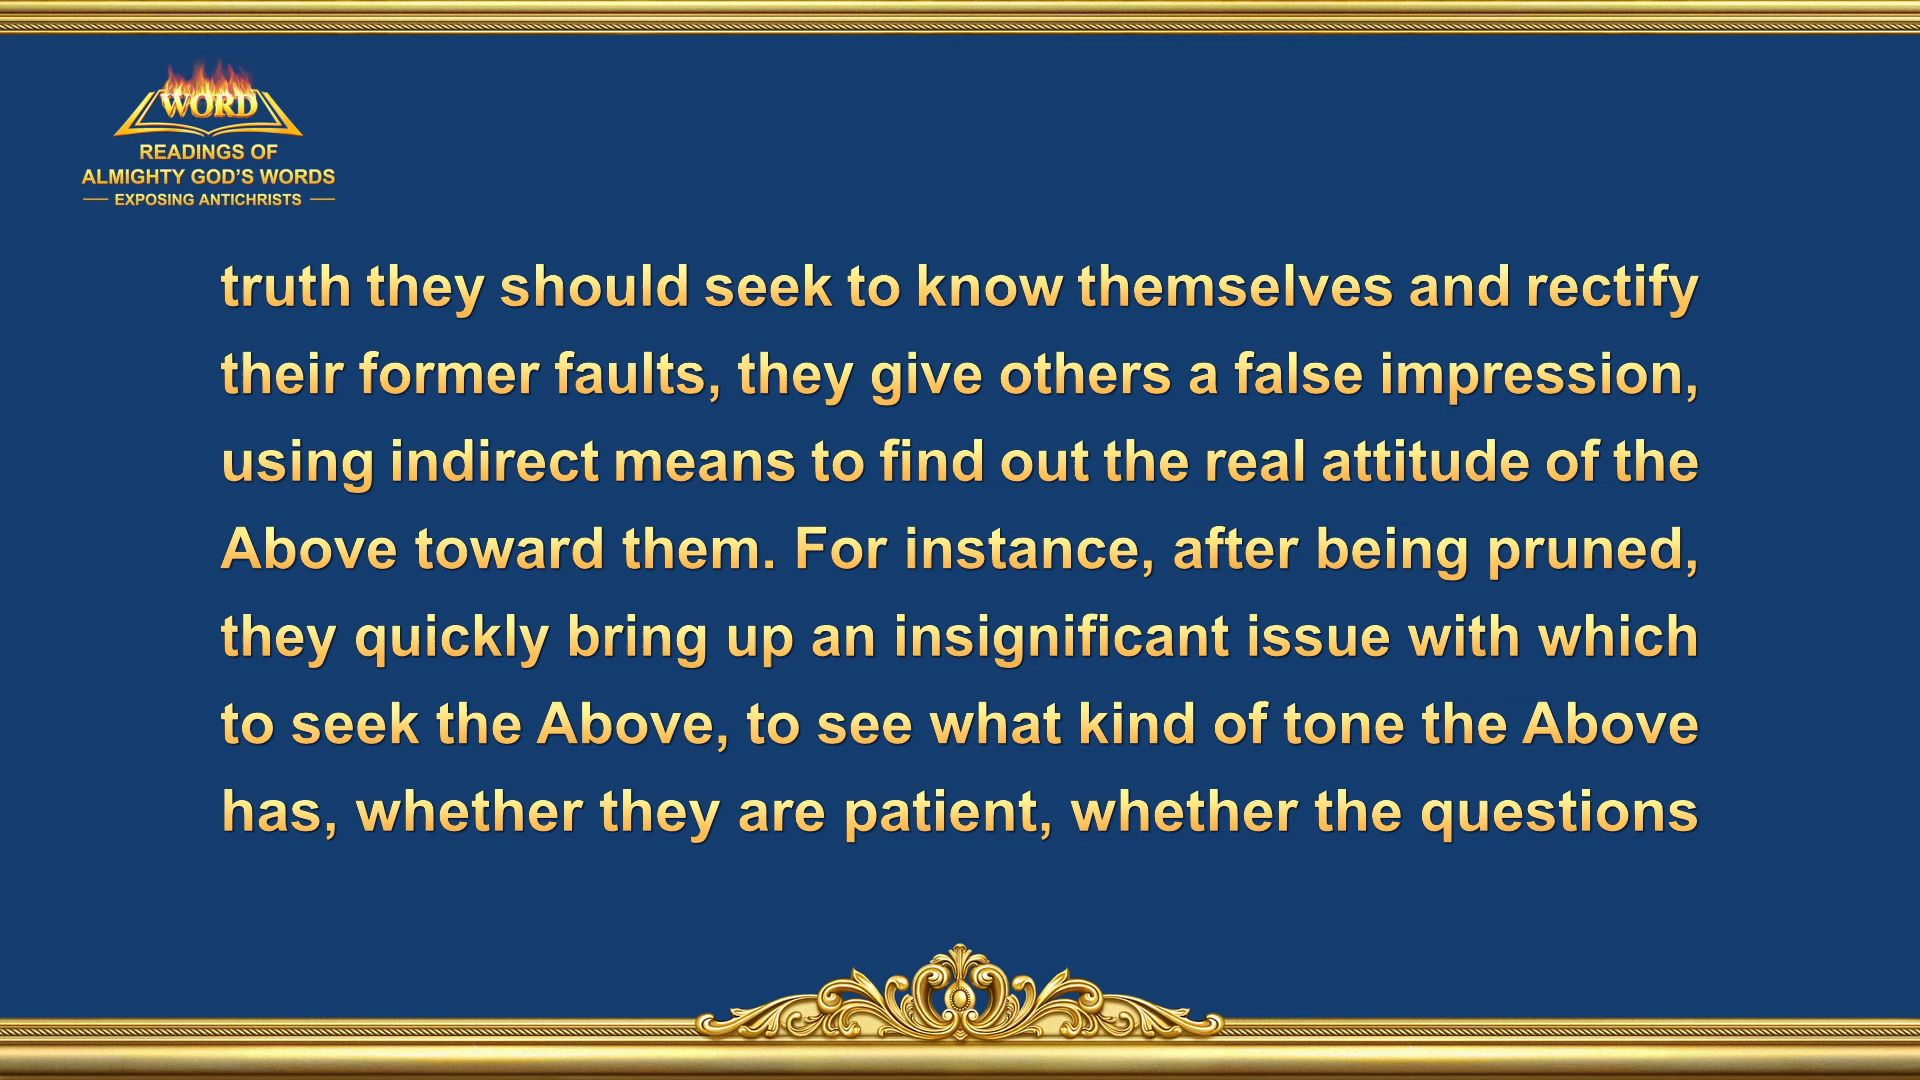 WORD
READINGS OF
ALMIGHTY GOD'S WORDS
EXPOSING ANTICHRISTS
truth they should seek to know themselves and rectify
their former faults, they give others a false impression,
using indirect means to find out the real attitude of the
Above toward them. For instance, after being pruned,
they quickly bring up an insignificant issue with which
to seek the Above, to see what kind of tone the Above
has, whether they are patient, whether the questions